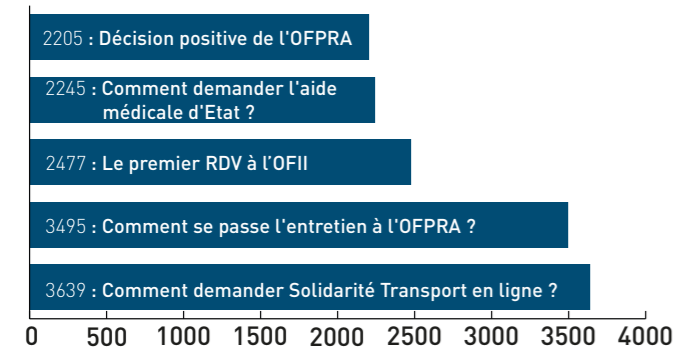 2205 : Décision positive de l'OFPRA
2245 : Comment demander l'aide
médicale d'Etat ?
2477 : Le premier RDV à l’OFII
3495 : Comment se passe l'entretien à l'OFPRA ?
3639 : Comment demander Solidarité Transport en ligne ?
0 500 1000 1500 2000 2500 3000 3500 4000